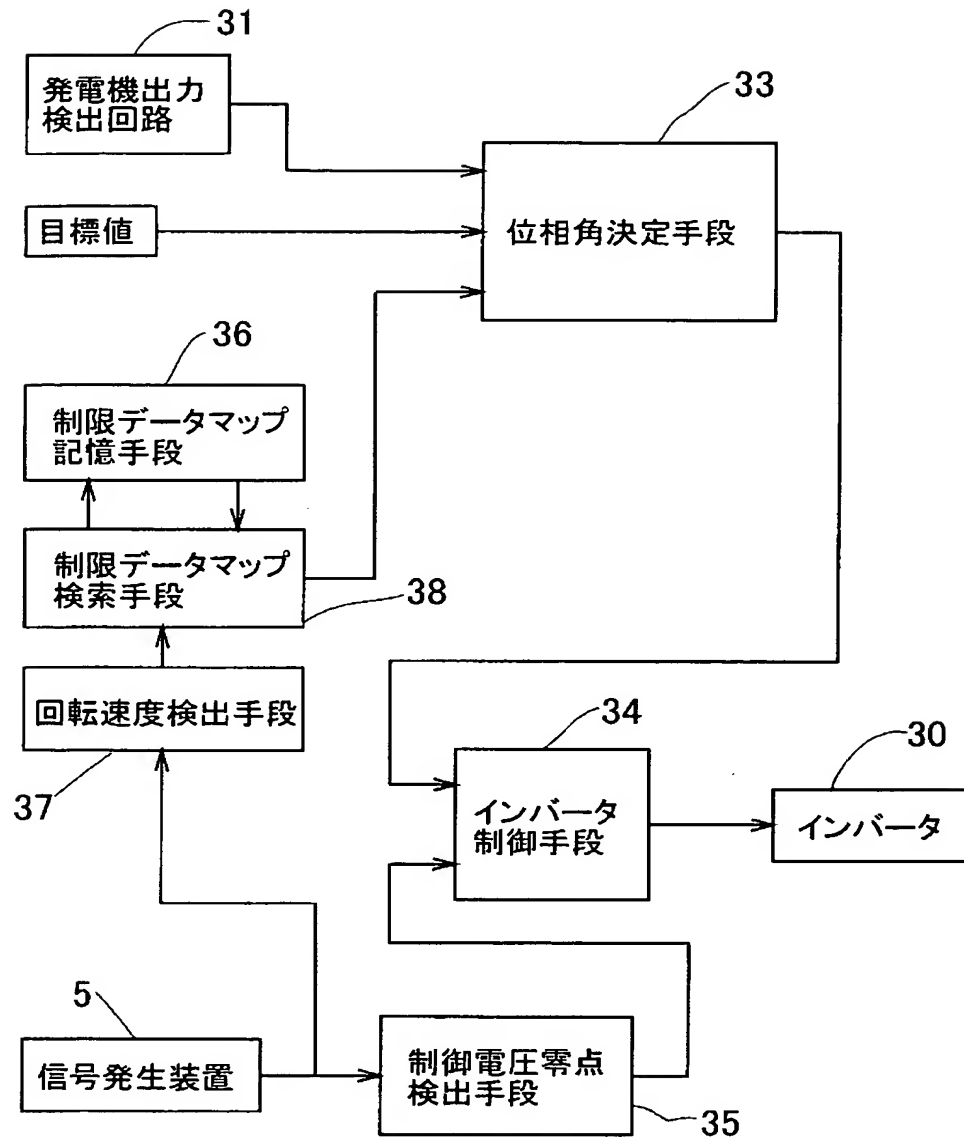 31
発電機出力
検出回路
33
目標値
位相角決定手段
36
制限データマップ
記憶手段
制限データマップ
検索手段
38
回転速度検出手段
37
34
30
インバータ
制御手段
インバータ
5
信号発生装置
制御電圧零点
検出手段
35